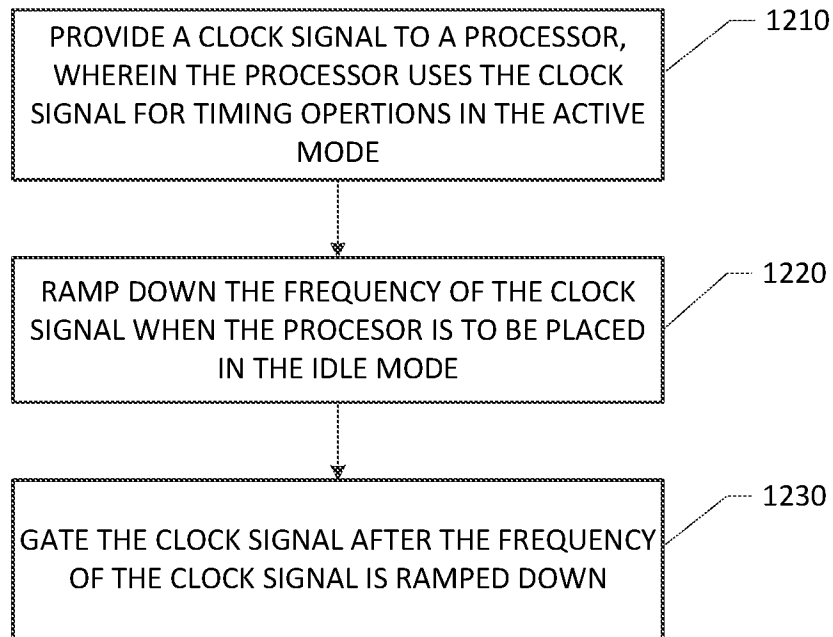 PROVIDE A CLOCK SIGNAL TO A PROCESSOR,
WHEREIN THE PROCESSOR USES THE CLOCK
SIGNAL FOR TIMING OPERTIONS IN THE ACTIVE
MODE
1210
RAMP DOWN THE FREQUENCY OF THE CLOCK
SIGNAL WHEN THE PROCESOR IS TO BE PLACED
IN THE IDLE MODE
1220
GATE THE CLOCK SIGNAL AFTER THE FREQUENCY
OF THE CLOCK SIGNAL IS RAMPED DOWN
1230